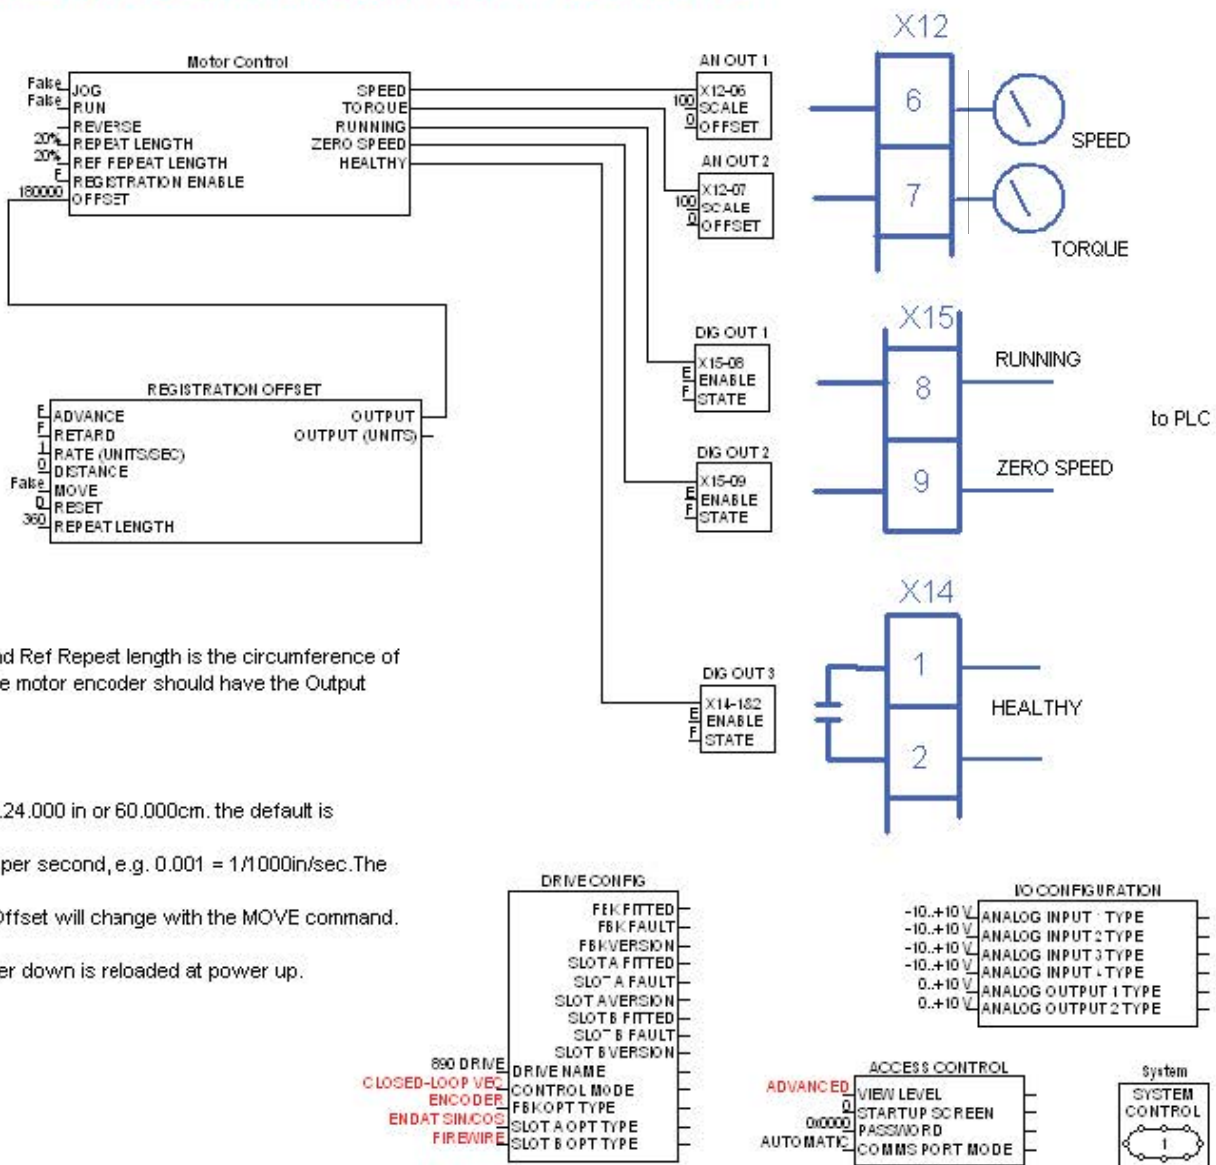 X12
Motor Control
AN OUT 1
False JOG SPEED
False RUN TORQUE
REVERSE RUNNING
20% REPEAT LENGTH ZERO SPEED
20% REF FEPEAT LENGTH HEALTHY
F REGISTRATION ENABLE
180000 OFFSET
X12-06
100 SCALE
0 OFFSET
6
SPEED
AN OUT 2
X12-07
100 SCALE
0 OFFSET
7
TORQUE
X15
DIG OUT 1
X15-08
E ENABLE
F STATE
8
RUNNING
to PLC
REGISTRATION OFFSET
F ADVANCE OUTPUT
F RETARD OUTPUT (UNITS)
1 RATE (UNITS/SEC)
0 DISTANCE
False MOVE
0 RESET
360 REPEAT LENGTH
DIG OUT 2
X15-09
E ENABLE
F STATE
9
ZERO SPEED
X14
nd Ref Repest length is the circumference of
e motor encoder should have the Output
DIG OUT 3
X14-1&2
E ENABLE
F STATE
1
HEALTHY
2
.24.000 in or 60.000cm. the default is
per second, e.g. 0.001 = 1/1000in/sec.The
Offset will change with the MOVE command.
er down is reloaded at power up.
DRIVE CONFIG
FBK FITTED
FBK FAULT
FBK VERSION
SLOT A FITTED
SLOT A FAULT
SLOT A VERSION
SLOT B FITTED
SLOT B FAULT
SLOT B VERSION
890 DRIVE DRIVE NAME
CLOSED-LOOP VEC CONTROL MODE
ENCODER FBK OPT TYPE
ENDAT SIN/COS SLOT A OPT TYPE
FIREWIRE SLOT B OPT TYPE
I/O CONFIGURATION
-10..+10 V ANALOG INPUT 1 TYPE
-10..+10 V ANALOG INPUT 2 TYPE
-10..+10 V ANALOG INPUT 3 TYPE
-10..+10 V ANALOG INPUT 4 TYPE
0..+10 V ANALOG OUTPUT 1 TYPE
0..+10 V ANALOG OUTPUT 2 TYPE
ACCESS CONTROL
ADVANCED VIEW LEVEL
0 STARTUP SCREEN
0x0000 PASSWORD
AUTOMATIC COMMS PORT MODE
System
SYSTEM
CONTROL
1